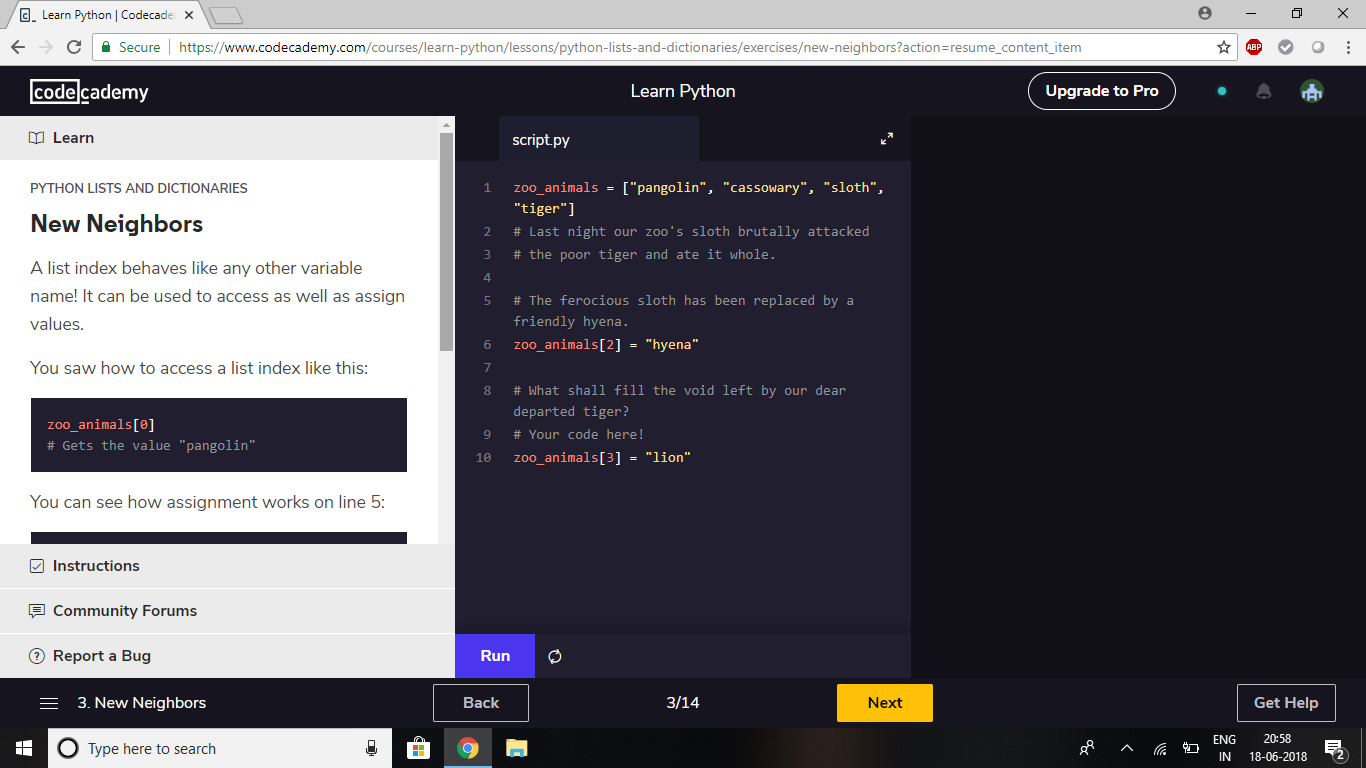 Learn Python | Codecade
Secure
https://www.codecademy.com/courses/learn-python/lessons/python-lists-and-dictionaries/exercises/new-neighbors?action=resume_content_item
ABP
codecademy
Learn Python
Upgrade to Pro
Learn
PYTHON LISTS AND DICTIONARIES
New Neighbors
A list index behaves like any other variable
name! It can be used to access as well as assign
values.
You saw how to access a list index like this:
zoo_animals[0]
# Gets the value "pangolin"
You can see how assignment works on line 5:
Instructions
Community Forums
Report a Bug
script.py
1 zoo_animals = ["pangolin", "cassowary", "sloth",
"tiger"]
2 # Last night our zoo's sloth brutally attacked
3 # the poor tiger and ate it whole.
4
5 # The ferocious sloth has been replaced by a
friendly hyena.
6 zoo_animals[2] = "hyena"
7
8 # What shall fill the void left by our dear
departed tiger?
9 # Your code here!
10 zoo_animals[3] = "lion"
Run
3. New Neighbors
Back
3/14
Next
Get Help
Type here to search
ENG
IN
20:58
18-06-2018
2